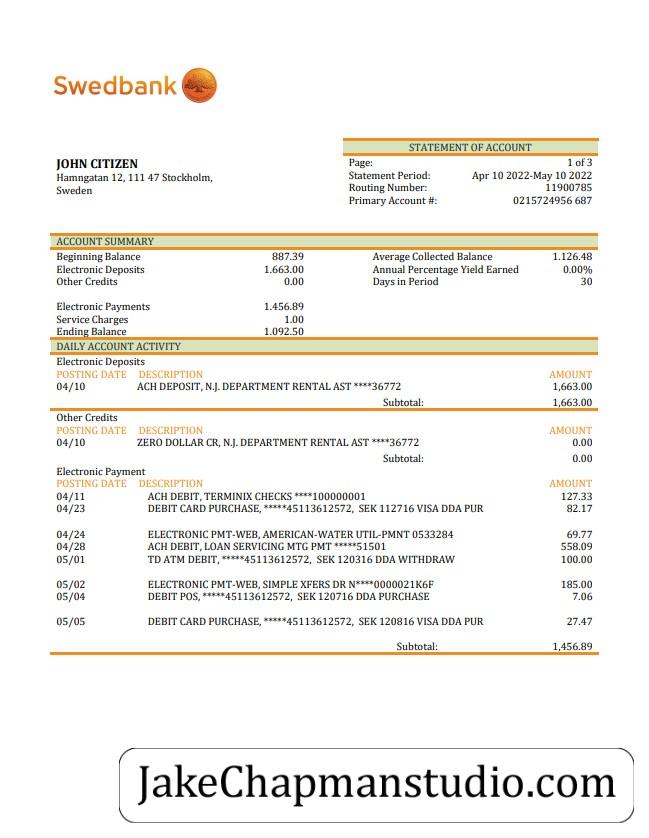 Swedbank
STATEMENT OF ACCOUNT
JOHN CITIZEN
Hamngatan 12, 111 47 Stockholm,
Sweden
Page: 1 of 3
Statement Period: Apr 10 2022-May 10 2022
Routing Number: 11900785
Primary Account #: 0215724956 687
ACCOUNT SUMMARY
Beginning Balance 887.39 Average Collected Balance 1.126.48
Electronic Deposits 1.663.00 Annual Percentage Yield Earned 0.00%
Other Credits 0.00 Days in Period 30
Electronic Payments 1.456.89
Service Charges 1.00
Ending Balance 1.092.50
DAILY ACCOUNT ACTIVITY
Electronic Deposits
POSTING DATE DESCRIPTION AMOUNT
04/10 ACH DEPOSIT, N.J. DEPARTMENT RENTAL AST ****36772 1,663.00
Subtotal: 1,663.00
Other Credits
POSTING DATE DESCRIPTION AMOUNT
04/10 ZERO DOLLAR CR, N.J. DEPARTMENT RENTAL AST ****36772 0.00
Subtotal: 0.00
Electronic Payment
POSTING DATE DESCRIPTION AMOUNT
04/11 ACH DEBIT, TERMINIX CHECKS ****100000001 127.33
04/23 DEBIT CARD PURCHASE, *****45113612572, SEK 112716 VISA DDA PUR 82.17
04/24 ELECTRONIC PMT-WEB, AMERICAN-WATER UTIL-PMNT 0533284 69.77
04/28 ACH DEBIT, LOAN SERVICING MTG PMT *****51501 558.09
05/01 TD ATM DEBIT, *****45113612572, SEK 120316 DDA WITHDRAW 100.00
05/02 ELECTRONIC PMT-WEB, SIMPLE XFERS DR N****0000021K6F 185.00
05/04 DEBIT POS, *****45113612572, SEK 120716 DDA PURCHASE 7.06
05/05 DEBIT CARD PURCHASE, *****45113612572, SEK 120816 VISA DDA PUR 27.47
Subtotal: 1,456.89
JakeChapmanstudio.com